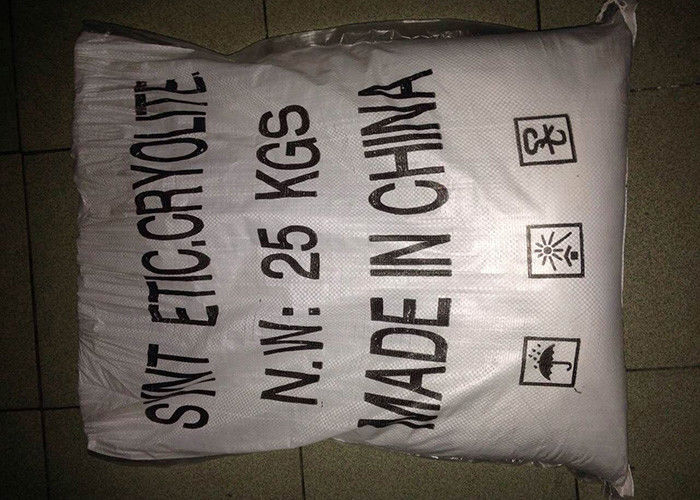 SYNT ETIC.CRYOLITE
N.W: 25 KGS
MADE IN CHINA